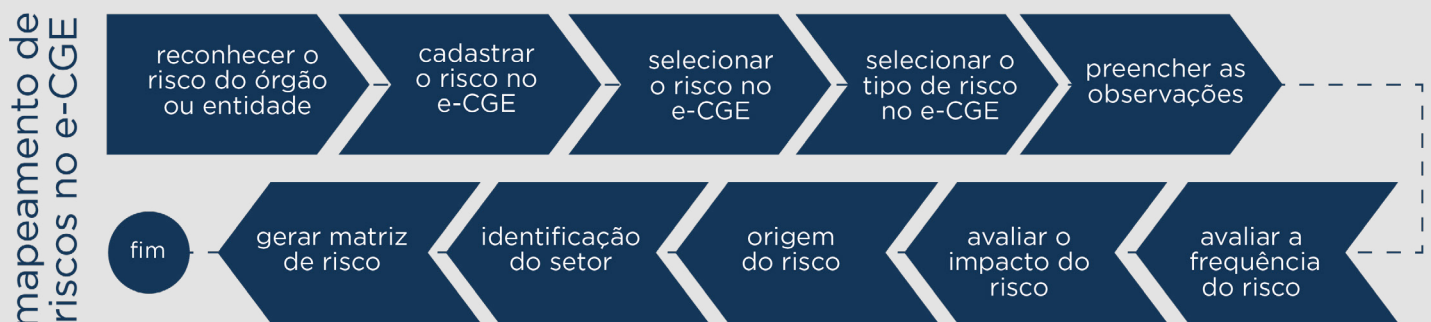 mapeamento de
riscos no e-CGE
reconhecer o
risco do órgão
ou entidade
cadastrar
o risco no
e-CGE
selecionar
o risco no
e-CGE
selecionar o
tipo de risco
no e-CGE
preencher as
observações
avaliar a
frequência
do risco
avaliar o
impacto do
risco
origem
do risco
identificação
do setor
gerar matriz
de risco
fim